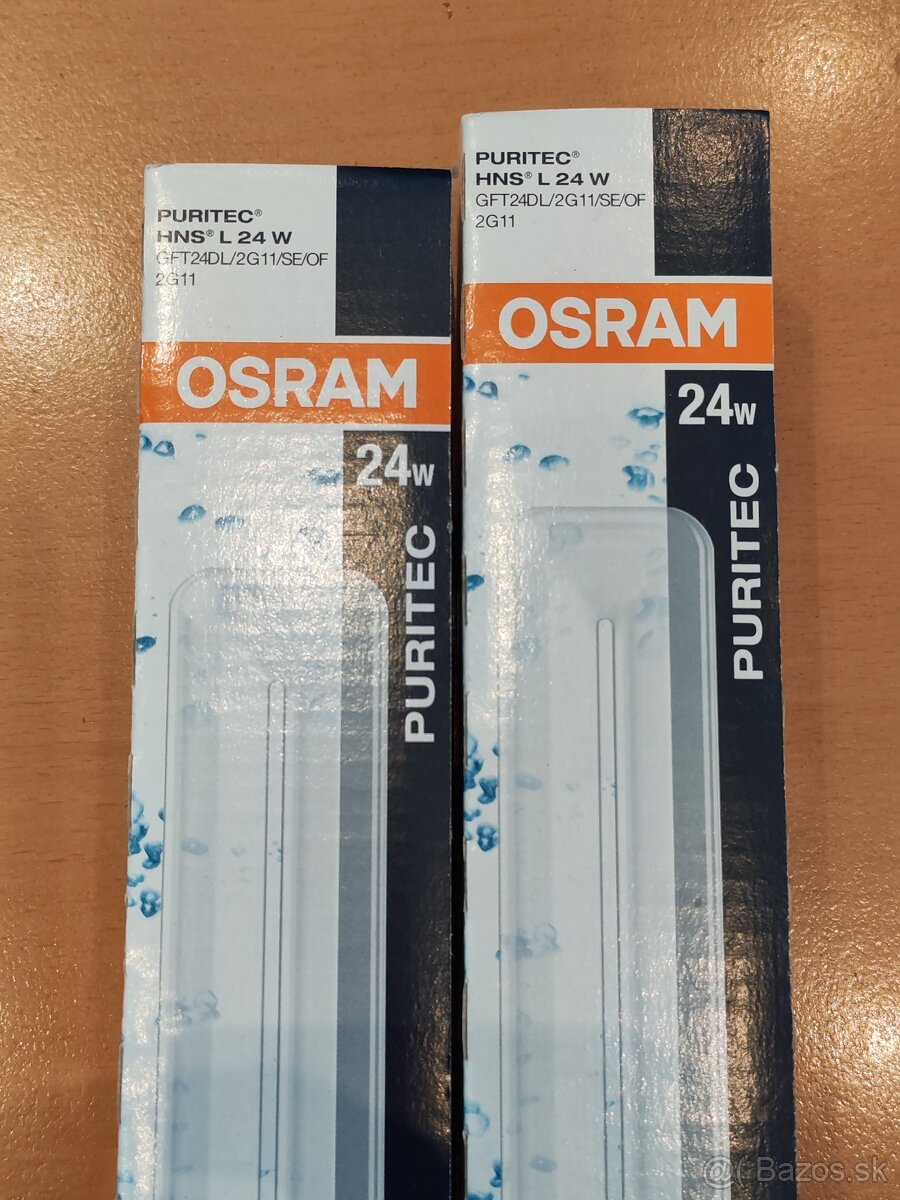 PURITEC®
HNS® L 24 W
GFT24DL/2G11/SE/OF
2G11
OSRAM
24W
PURITEC
PURITEC®
HNS® L 24 W
GFT24DL/2G11/SE/OF
2G11
OSRAM
24W
PURITEC
@( Bazos.sk